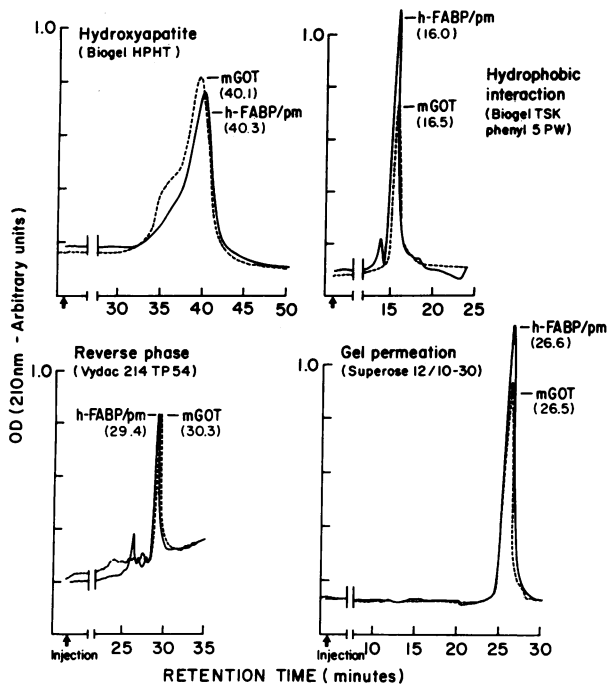 Hydroxyapatite
(Biogel HPHT)
1.0
mGOT
(40.1)
h-FABP/pm
(40.3)
30 40 50
1.0
h-FABP/pm
(16.0)
mGOT
(16.5)
Hydrophobic
interaction
(Biogel TSK
phenyl 5 PW)
15 20 25
OD (210nm - Arbitrary units)
Reverse phase
(Vydac 214 TP 54)
1.0
h-FABP/pm
(29.4)
mGOT
(30.3)
Injection
25 30 35
Gel permeation
(Superose 12/10-30)
1.0
h-FABP/pm
(26.6)
mGOT
(26.5)
Injection
10 15 20 25 30
RETENTION TIME (minutes)